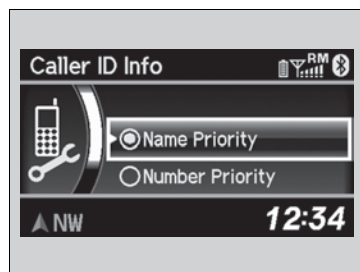 Caller ID Info
RM
Name Priority
Number Priority
NW
12:34